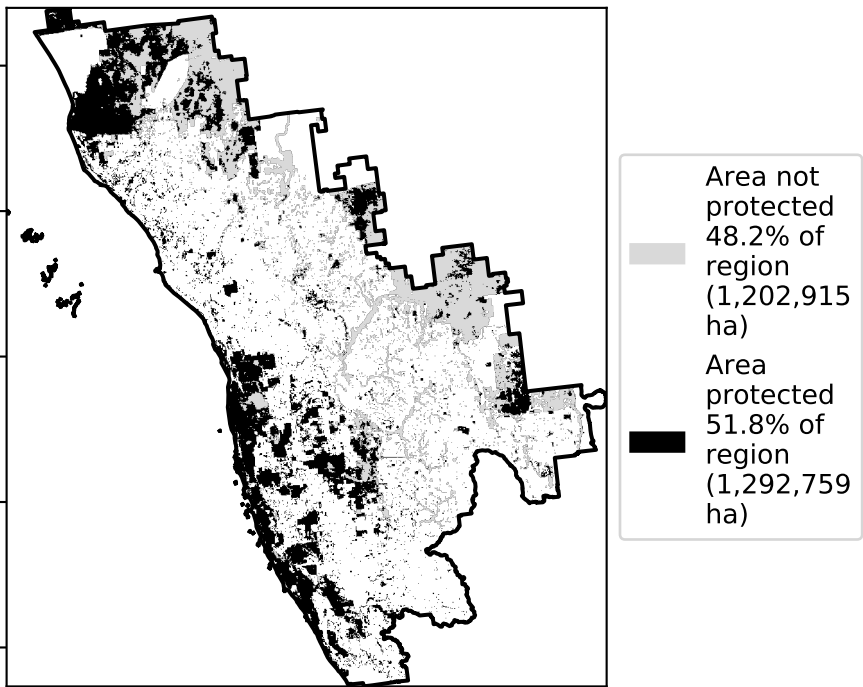 Area not
protected
48.2% of
region
(1,202,915
ha)
Area
protected
51.8% of
region
(1,292,759
ha)